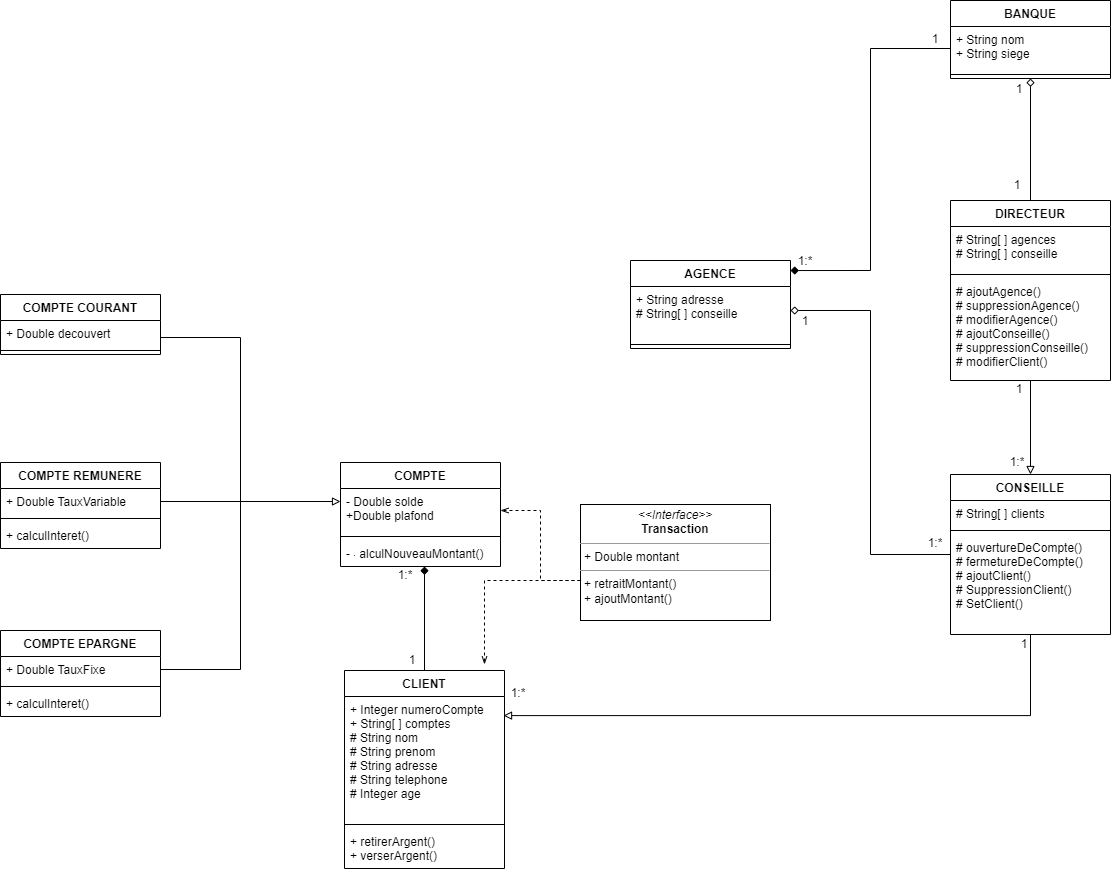 BANQUE
+ String nom
+ String siege
1
1
1
DIRECTEUR
# String[ ] agences
# String[ ] conseille
# ajoutAgence()
# suppressionAgence()
# modifierAgence()
# ajoutConseille()
# suppressionConseille()
# modifierClient()
1
1:*
AGENCE
+ String adresse
# String[ ] conseille
1:*
1
COMPTE COURANT
+ Double decouvert
COMPTE REMUNERE
+ Double TauxVariable
+ calculInteret()
COMPTE EPARGNE
+ Double TauxFixe
+ calculInteret()
COMPTE
- Double solde
+Double plafond
- alculNouveauMontant()
1:*
1
<<Interface>>
Transaction
+ Double montant
+ retraitMontant()
+ ajoutMontant()
CONSEILLE
# String[ ] clients
# ouvertureDeCompte()
# fermetureDeCompte()
# ajoutClient()
# SuppressionClient()
# SetClient()
1:*
1
CLIENT
+ Integer numeroCompte
+ String[ ] comptes
# String nom
# String prenom
# String adresse
# String telephone
# Integer age
+ retirerArgent()
+ verserArgent()
1:*